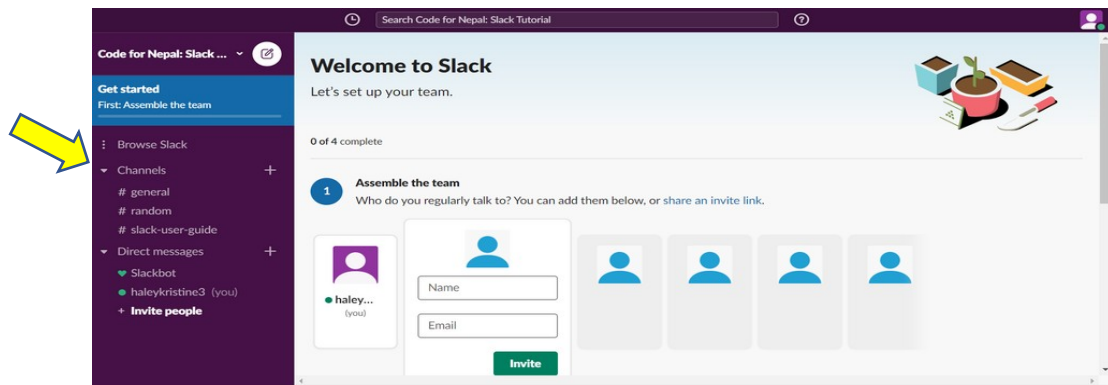 Search Code for Nepal: Slack Tutorial
Code for Nepal: Slack ...
Get started
First: Assemble the team
Browse Slack
Channels
# general
# random
# slack-user-guide
Direct messages
Slackbot
haleykristine3 (you)
+ Invite people
Welcome to Slack
Let's set up your team.
0 of 4 complete
1
Assemble the team
Who do you regularly talk to? You can add them below, or share an invite link.
haley...
(you)
Name
Email
Invite